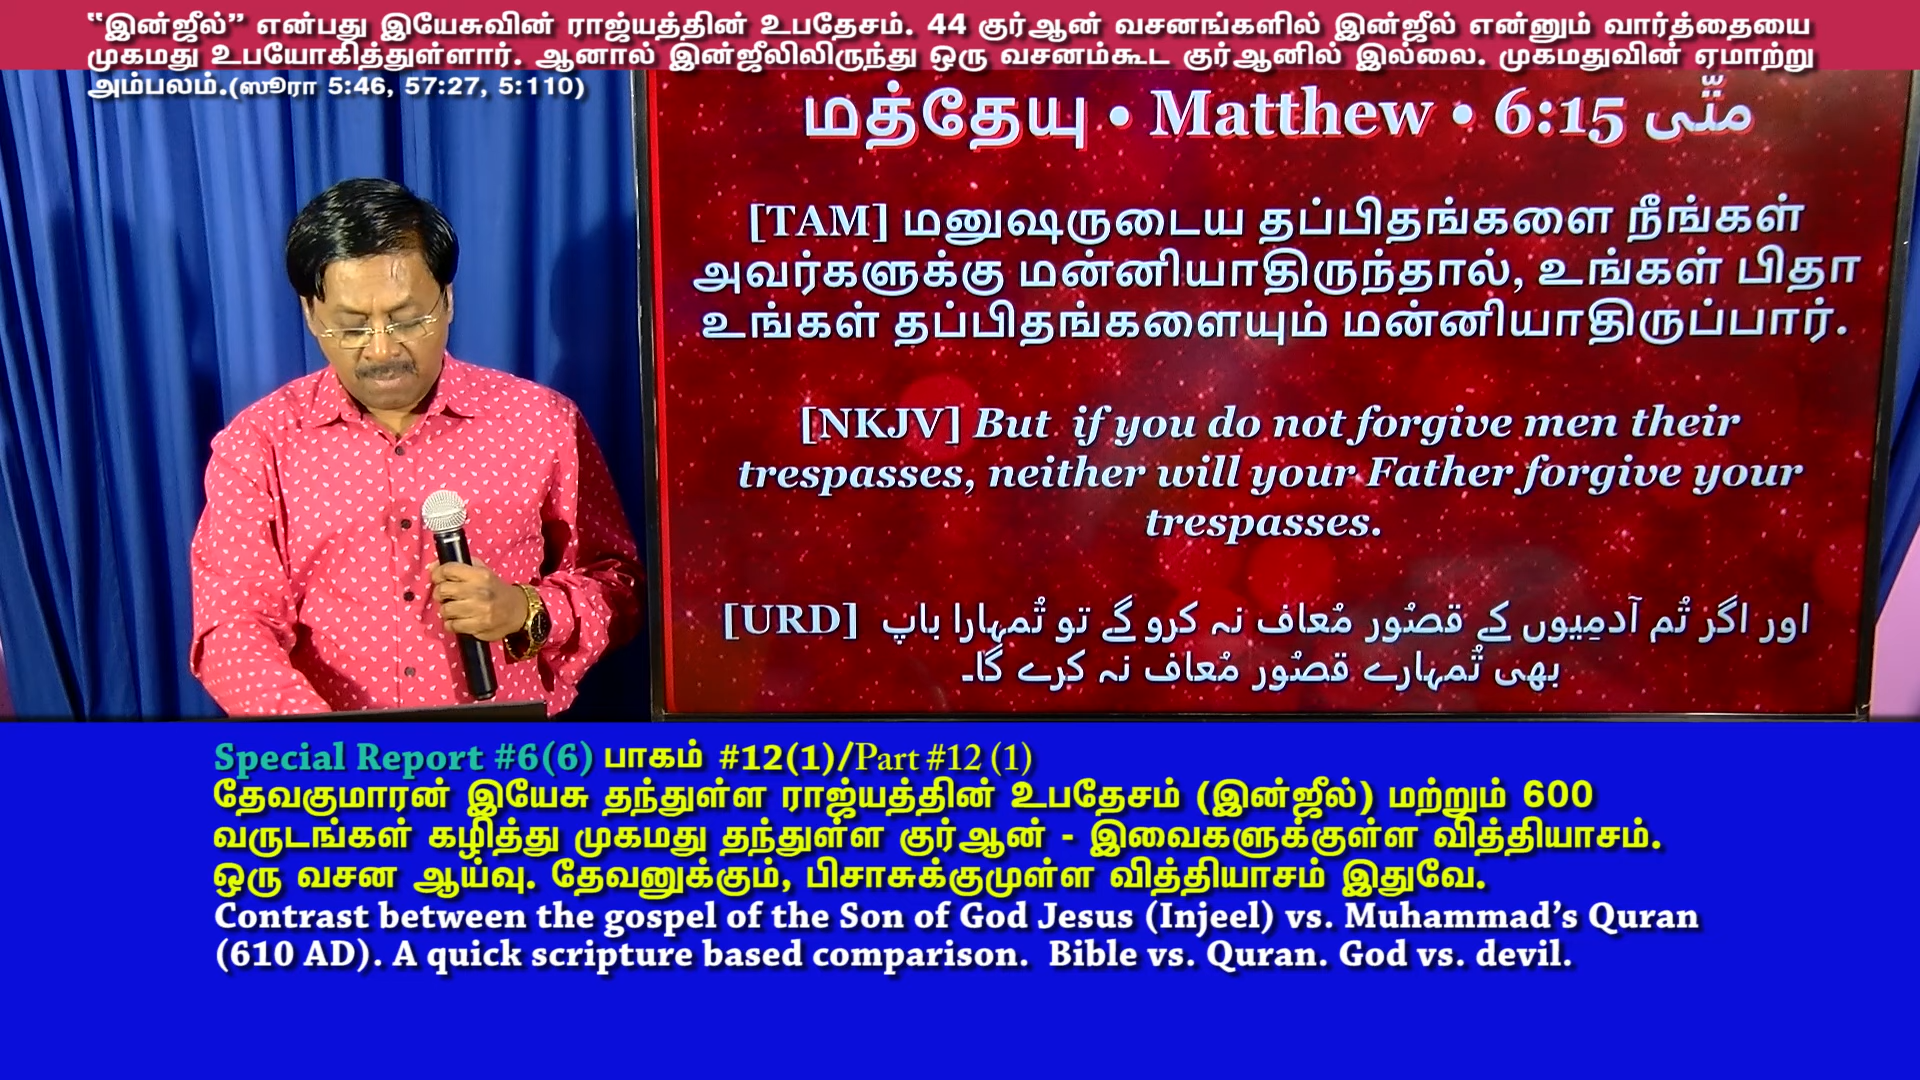 “இன்ஜீல்” என்பது இயேசுவின் ராஜ்யத்தின் உபதேசம். 44 குர்ஆன் வசனங்களில் இன்ஜீல் என்னும் வார்த்தையை
முகமது உபயோகித்துள்ளார். ஆனால் இன்ஜீலிலிருந்து ஒரு வசனம்கூட குர்ஆனில் இல்லை. முகமதுவின் ஏமாற்று
அம்பலம்.(ஸூரா 5:46, 57:27, 5:110)
மத்தேயு • Matthew • 6:15 متّی
[TAM] மனுஷருடைய தப்பிதங்களை நீங்கள்
அவர்களுக்கு மன்னியாதிருந்தால், உங்கள் பிதா
உங்கள் தப்பிதங்களையும் மன்னியாதிருப்பார்.
[NKJV] But if you do not forgive men their
trespasses, neither will your Father forgive your
trespasses.
[URD] اور اگر تُم آدمِیوں کے قصُور مُعاف نہ کرو گے تو تُمہارا باپ
بھی تُمہارے قصُور مُعاف نہ کرے گا۔
Special Report #6(6) பாகம் #12(1)/Part #12 (1)
தேவகுமாரன் இயேசு தந்துள்ள ராஜ்யத்தின் உபதேசம் (இன்ஜீல்) மற்றும் 600
வருடங்கள் கழித்து முகமது தந்துள்ள குர்ஆன் - இவைகளுக்குள்ள வித்தியாசம்.
ஒரு வசன ஆய்வு. தேவனுக்கும், பிசாசுக்குமுள்ள வித்தியாசம் இதுவே.
Contrast between the gospel of the Son of God Jesus (Injeel) vs. Muhammad’s Quran
(610 AD). A quick scripture based comparison. Bible vs. Quran. God vs. devil.